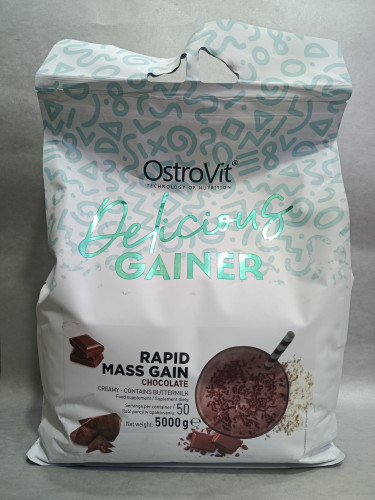 OstroVit®
TECHNOLOGY OF NUTRITION
Delicious
GAINER
RAPID
MASS GAIN
CHOCOLATE
CREAMY - CONTAINS BUTTERMILK
Food supplement / Suplement diety
Servings per container / 50
Ilość porcji w opakowaniu:
Net weight: 5000 g